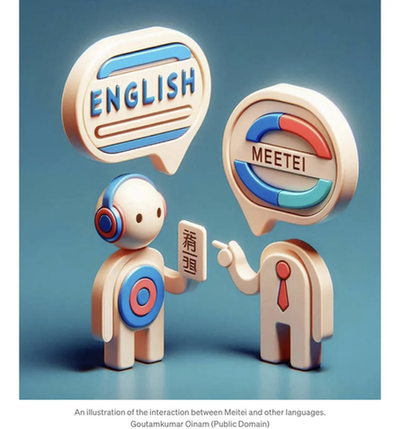 ENGLISH
MEETEI
An illustration of the interaction between Meitei and other languages.
Goutamkumar Oinam (Public Domain)